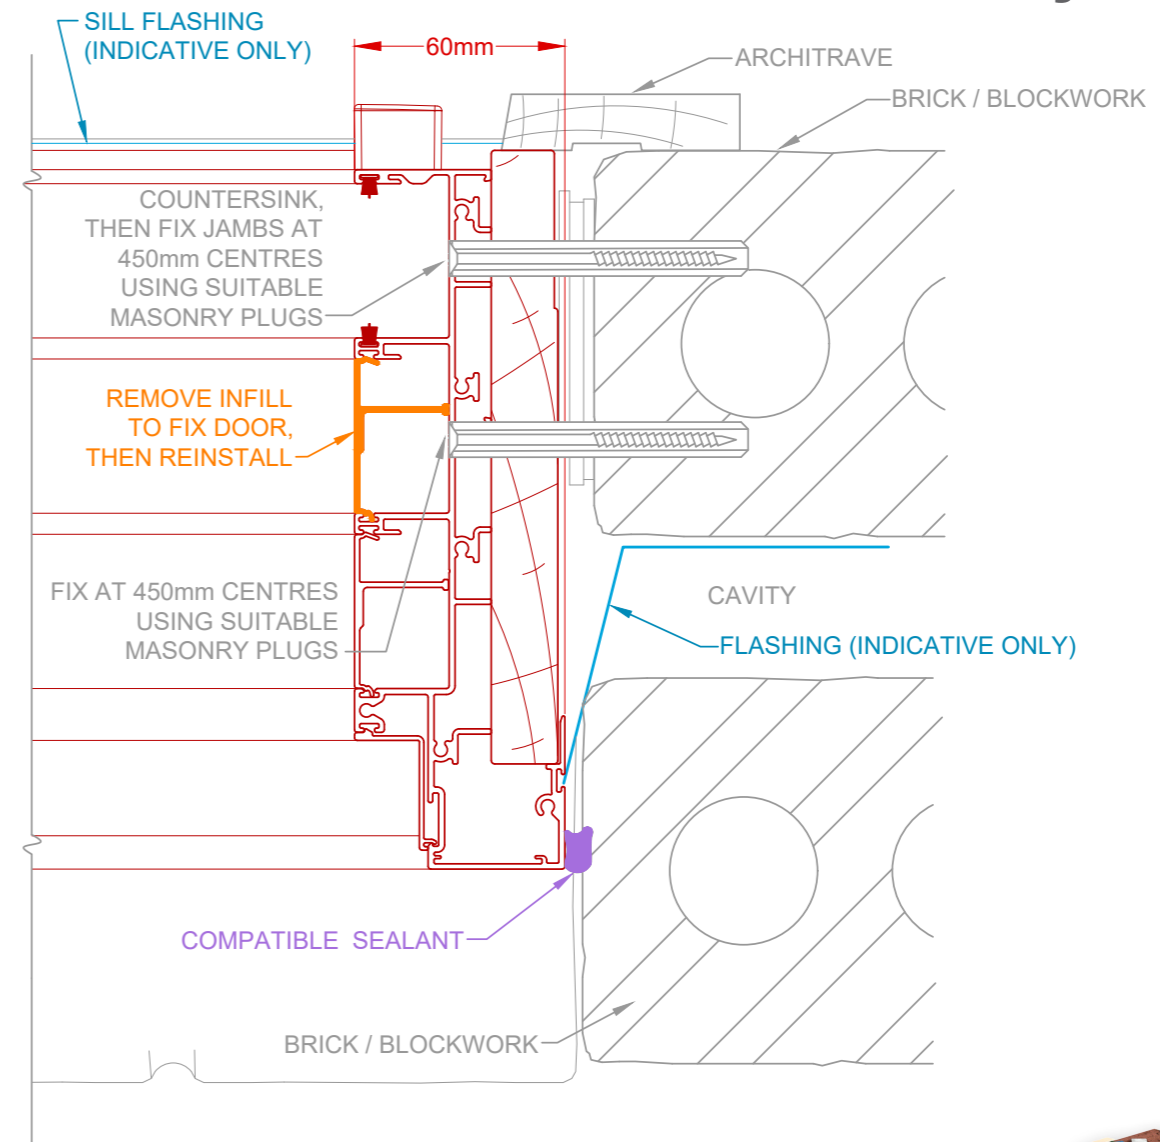 SILL FLASHING
(INDICATIVE ONLY)
60mm
ARCHITRAVE
BRICK / BLOCKWORK
COUNTERSINK,
THEN FIX JAMBS AT
450mm CENTRES
USING SUITABLE
MASONRY PLUGS
REMOVE INFILL
TO FIX DOOR,
THEN REINSTALL
FIX AT 450mm CENTRES
USING SUITABLE
MASONRY PLUGS
CAVITY
FLASHING (INDICATIVE ONLY)
COMPATIBLE SEALANT
BRICK / BLOCKWORK